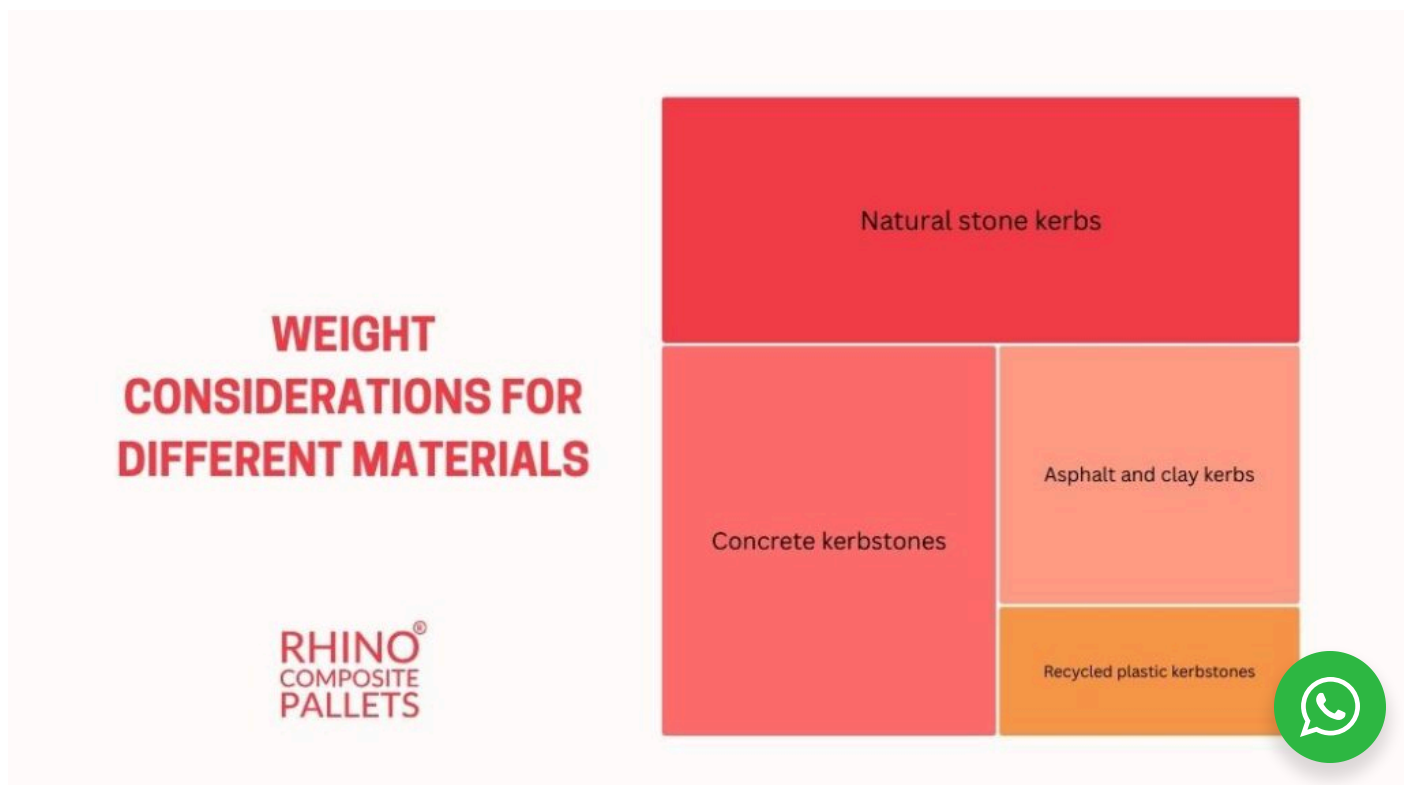 WEIGHT
CONSIDERATIONS FOR
DIFFERENT MATERIALS
RHINO®
COMPOSITE
PALLETS
Natural stone kerbs
Concrete kerbstones
Asphalt and clay kerbs
Recycled plastic kerbstones